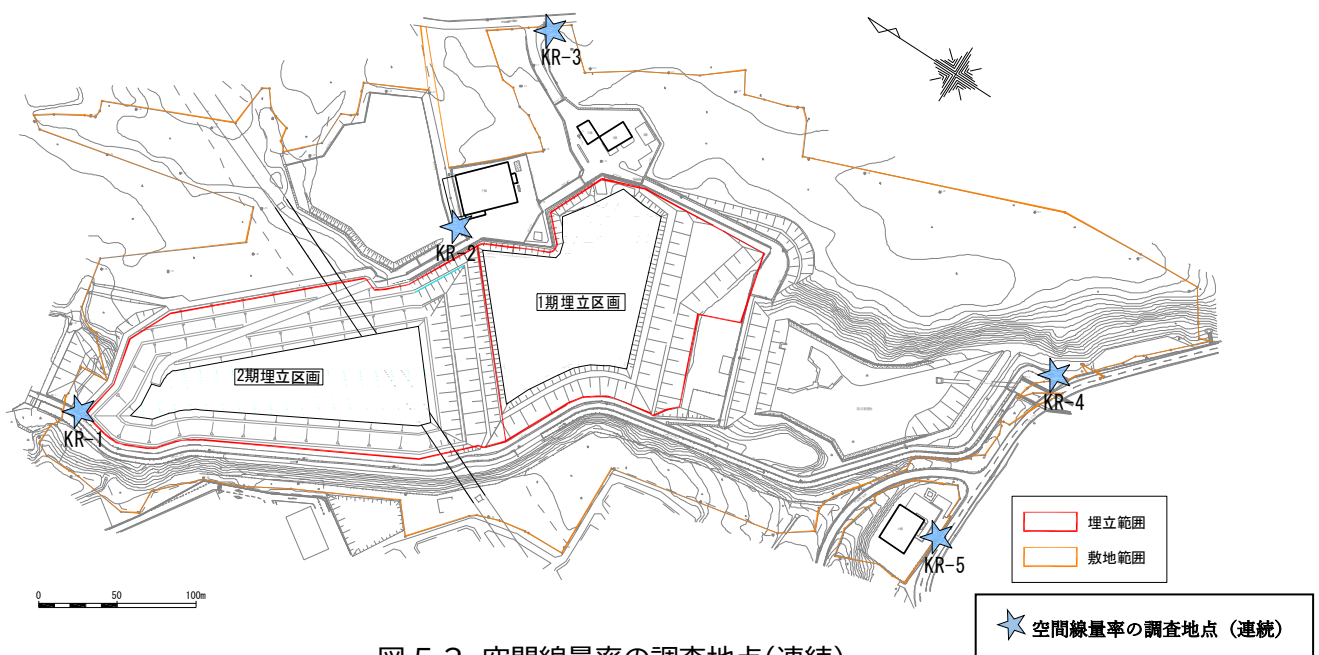 KR-3
KR-2
1期埋立区画
2期埋立区画
KR-1
KR-4
KR-5
埋立範囲
敷地範囲
0 50 100m
空間線量率の調査地点（連続）